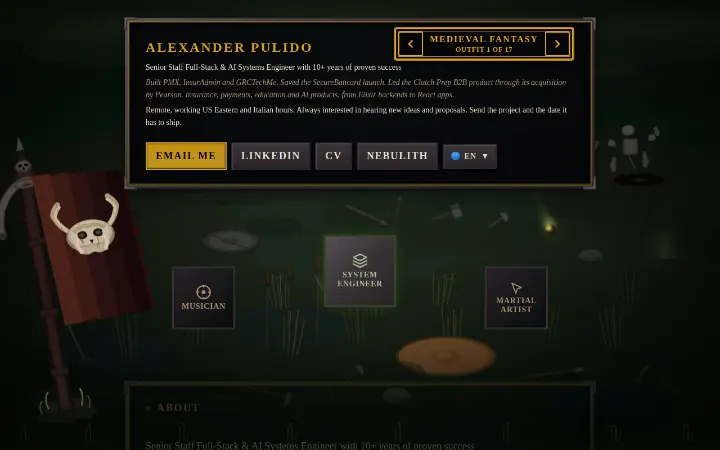 MEDIEVAL FANTASY
OUTFIT 1 OF 17
ALEXANDER PULIDO
Senior Staff Full-Stack & AI Systems Engineer with 10+ years of proven success
Built PMX, InsurAdmin and GRCTechMe. Saved the SecureBancard launch. Led the Clutch Prep B2B product through its acquisition
by Pearson. Insurance, payments, education and AI products, from Elixir backends to React apps.
Remote, working US Eastern and Italian hours. Always interested in hearing new ideas and proposals. Send the project and the date it
has to ship.
EMAIL ME
LINKEDIN
CV
NEBULITH
EN
SYSTEM
ENGINEER
MUSICIAN
MARTIAL
ARTIST
ABOUT
Senior Staff Full-Stack & AI Systems Engineer with 10+ years of proven success